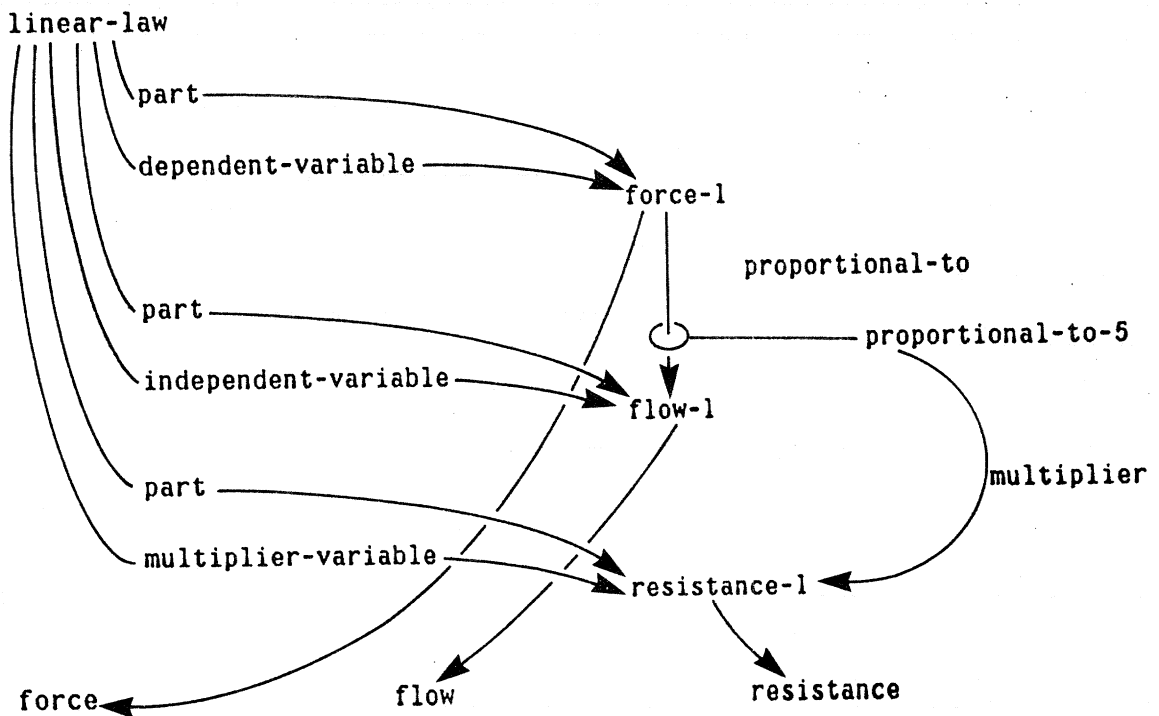 linear-law
part
dependent-variable
force-1
proportional-to
part
proportional-to-5
independent-variable
flow-1
multiplier
part
multiplier-variable
resistance-1
force
flow
resistance